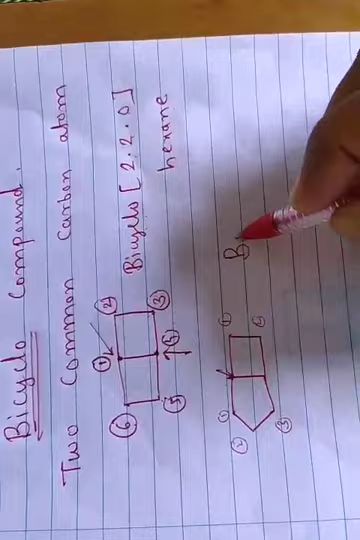 Bicyclo Compound.
Two Common Carbon atom
Bicyclo [2.2.0]
hexane
① ② ③ ④ ⑤ ⑥
B